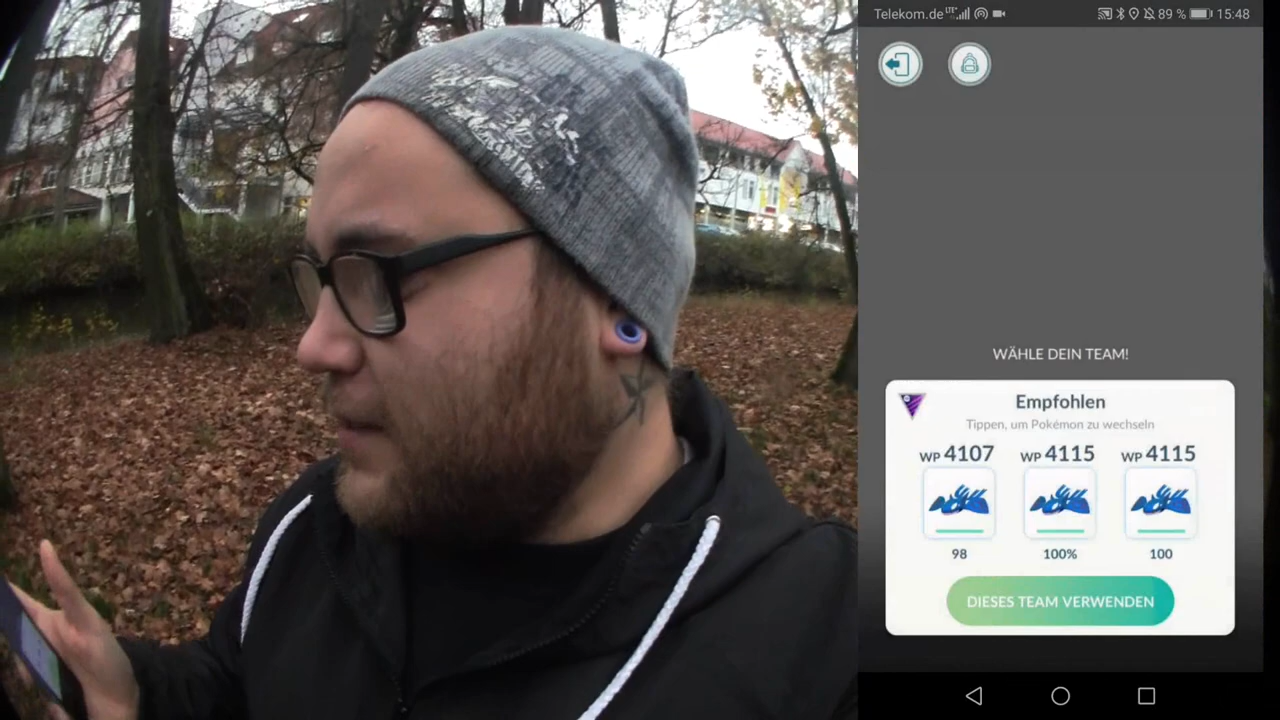 Telekom.de LTE 89 % 15:48
WÄHLE DEIN TEAM!
Empfohlen
Tippen, um Pokémon zu wechseln
WP 4107 WP 4115 WP 4115
98 100% 100
DIESES TEAM VERWENDEN